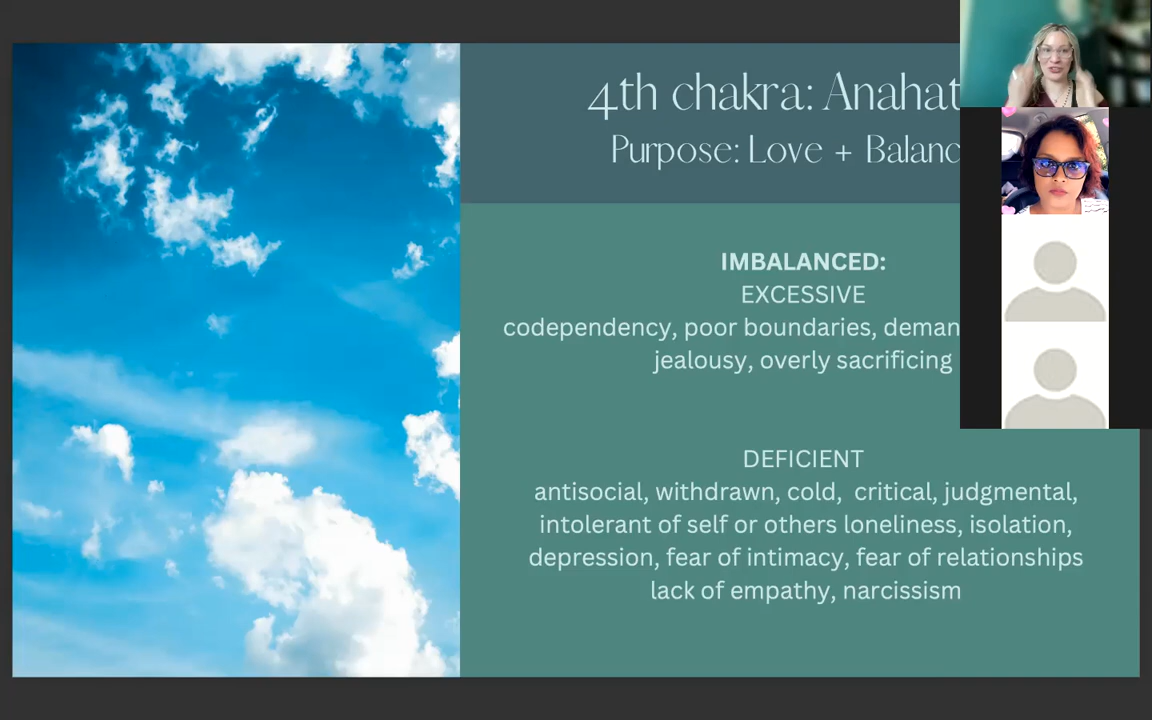 4th chakra: Anahat
Purpose: Love + Balanc
IMBALANCED:
EXCESSIVE
codependency, poor boundaries, deman
jealousy, overly sacrificing
DEFICIENT
antisocial, withdrawn, cold, critical, judgmental,
intolerant of self or others loneliness, isolation,
depression, fear of intimacy, fear of relationships
lack of empathy, narcissism